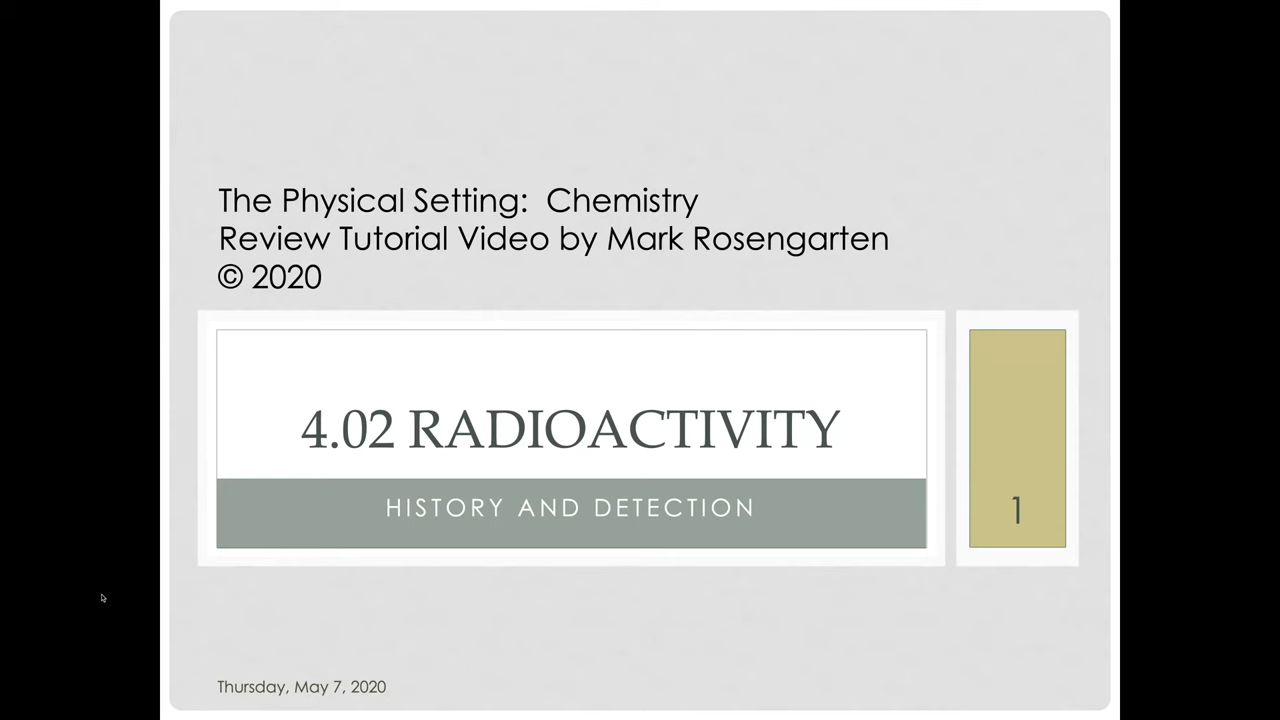 The Physical Setting:  Chemistry
Review Tutorial Video by Mark Rosengarten
© 2020
4.02 RADIOACTIVITY
HISTORY AND DETECTION
1
Thursday, May 7, 2020